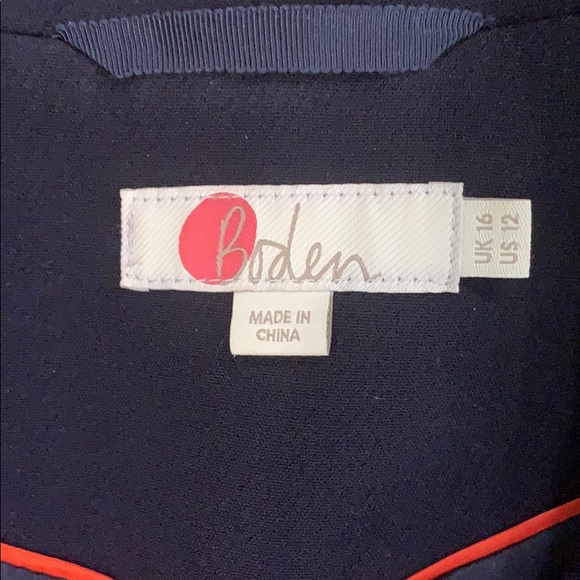 Boden
UK 16
US 12
MADE IN
CHINA